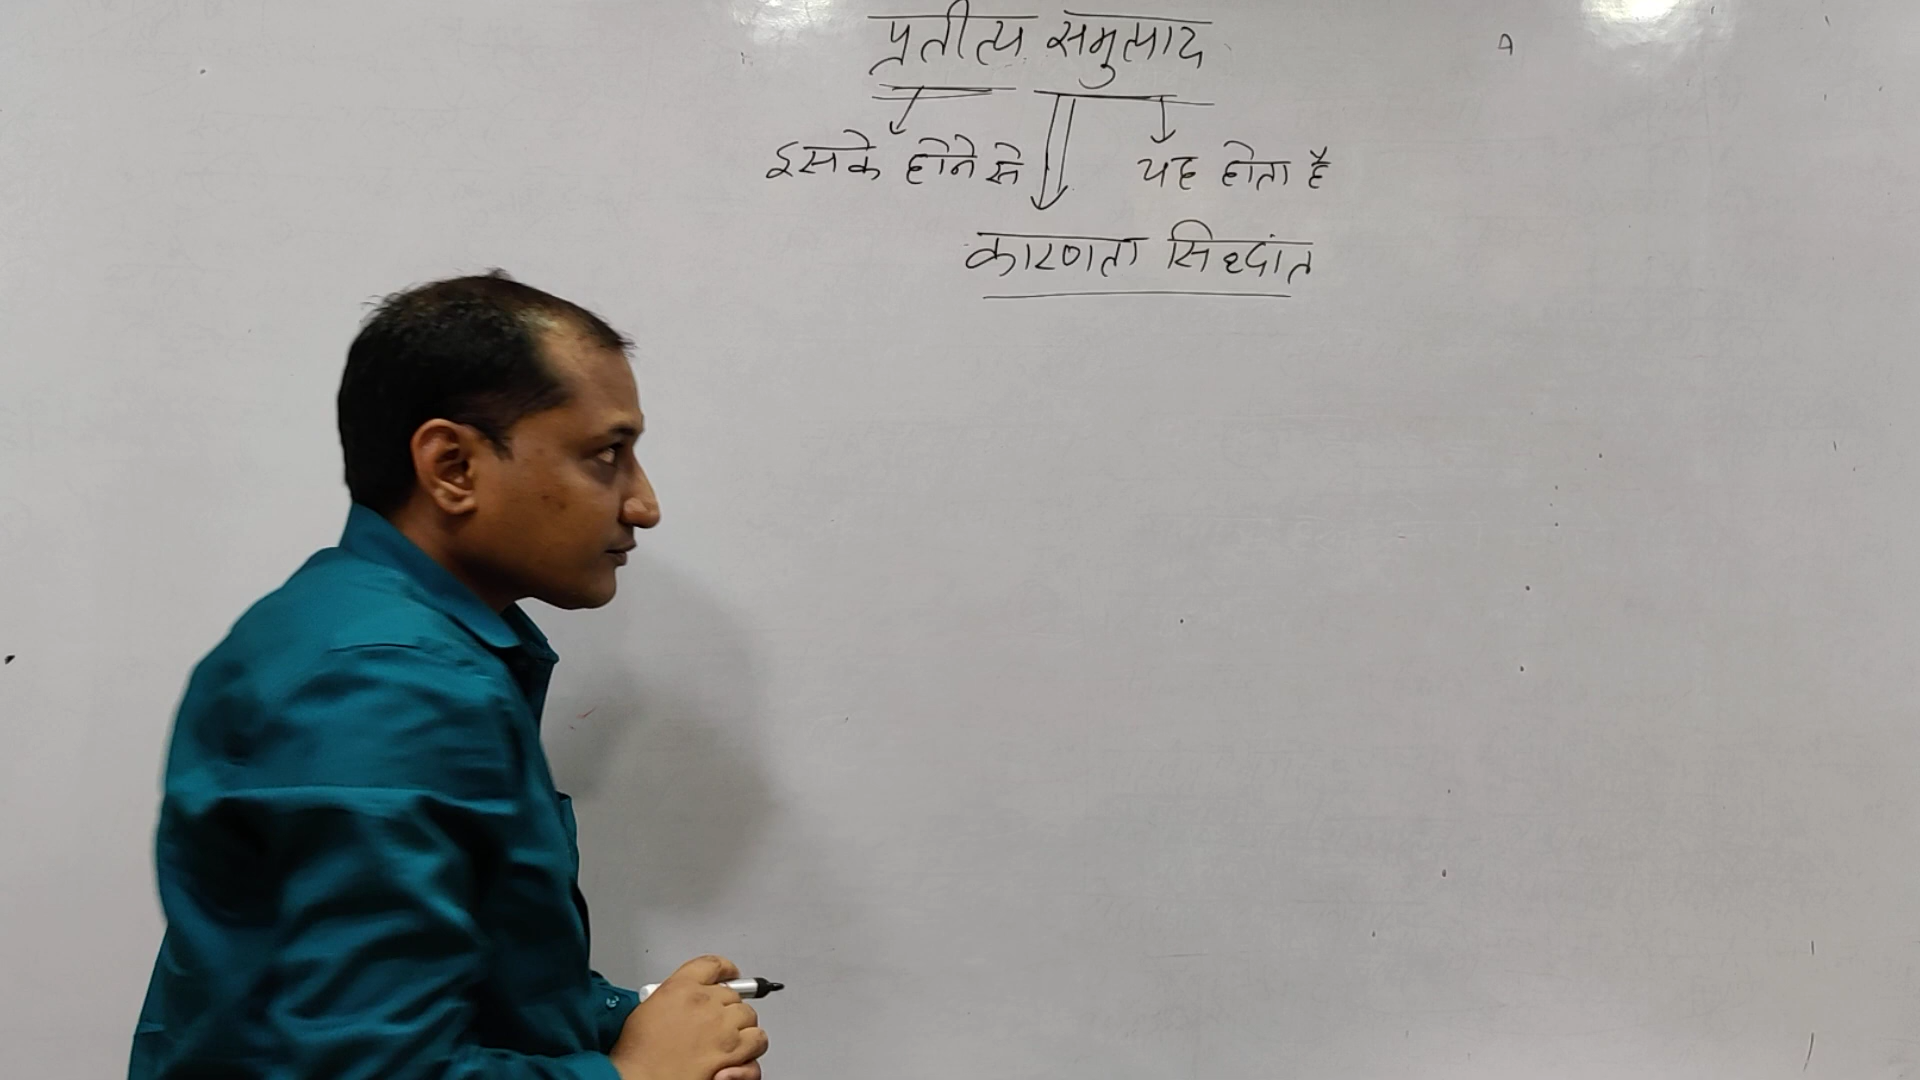 प्रतीत्य समुत्पाद
इसके होने से यह होता है
कारणता सिध्दांत